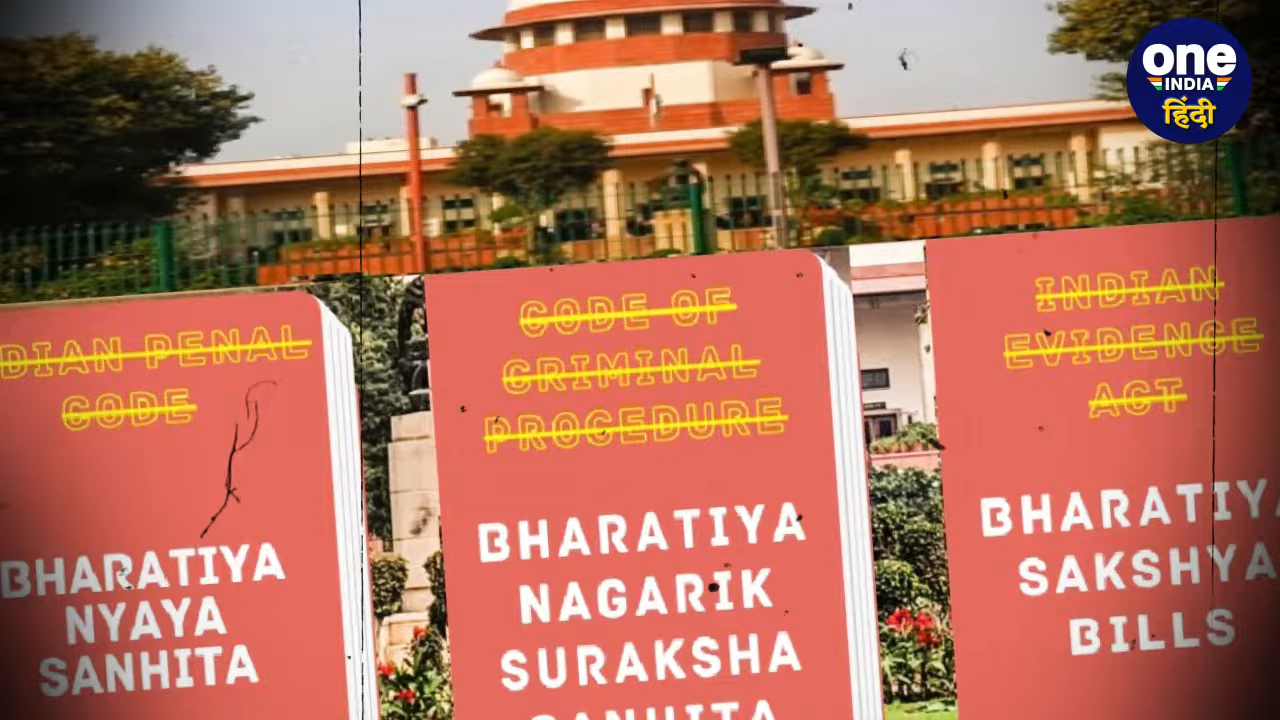 one
INDIA
हिंदी
DIAN PENAL
CODE
BHARATIYA
NYAYA
SANHITA
CODE OF
CRIMINAL
PROCEDURE
BHARATIYA
NAGARIK
SURAKSHA
SANHITA
INDIAN
EVIDENCE
ACT
BHARATIYA
SAKSHYA
BILLS